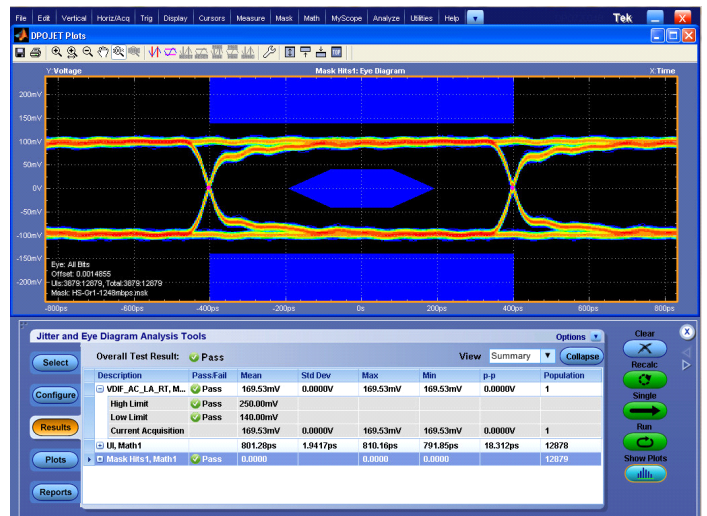 File Edit Vertical Horiz/Acq Trig Display Cursors Measure Mask Math MyScope Analyze Utilities Help Tek
DPOJET Plots
Y:Voltage Mask Hits1: Eye Diagram X:Time
200mV
150mV
100mV
50mV
0V
-50mV
-100mV
-150mV
-200mV
Eye: All Bits
Offset: 0.0014855
UIs:3879:12879, Total:3879:12879
Mask: HS-Gr1-1248mbps.msk
-800ps -600ps -400ps -200ps 0s 200ps 400ps 600ps 800ps
Jitter and Eye Diagram Analysis Tools Options Clear
Select Overall Test Result: Pass View Summary Collapse
Recalc
Description Pass/Fail Mean Std Dev Max Min p-p Population
VDIF_AC_LA_RT, M... Pass 169.53mV 0.0000V 169.53mV 169.53mV 0.0000V 1
Configure
Single
High Limit Pass 250.00mV
Low Limit Pass 140.00mV
Results Current Acquisition 169.53mV 0.0000V 169.53mV 169.53mV 0.0000V 1
Run
UI, Math1 801.28ps 1.9417ps 810.16ps 791.85ps 18.312ps 12878
Plots Mask Hits1, Math1 Pass 0.0000 0.0000 0.0000 0.0000 12879
Show Plots
Reports